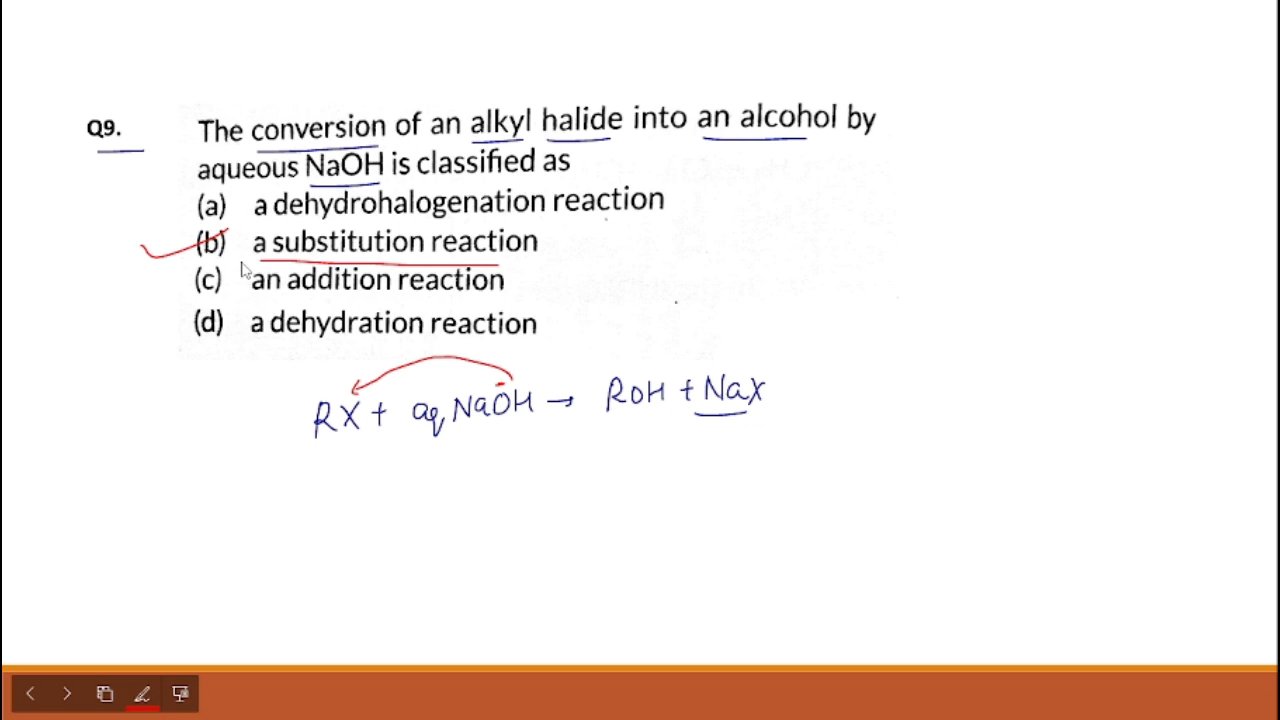 Q9. The conversion of an alkyl halide into an alcohol by
aqueous NaOH is classified as
(a) a dehydrohalogenation reaction
(b) a substitution reaction
(c) an addition reaction
(d) a dehydration reaction
RX + aq NaOH → ROH + NaX